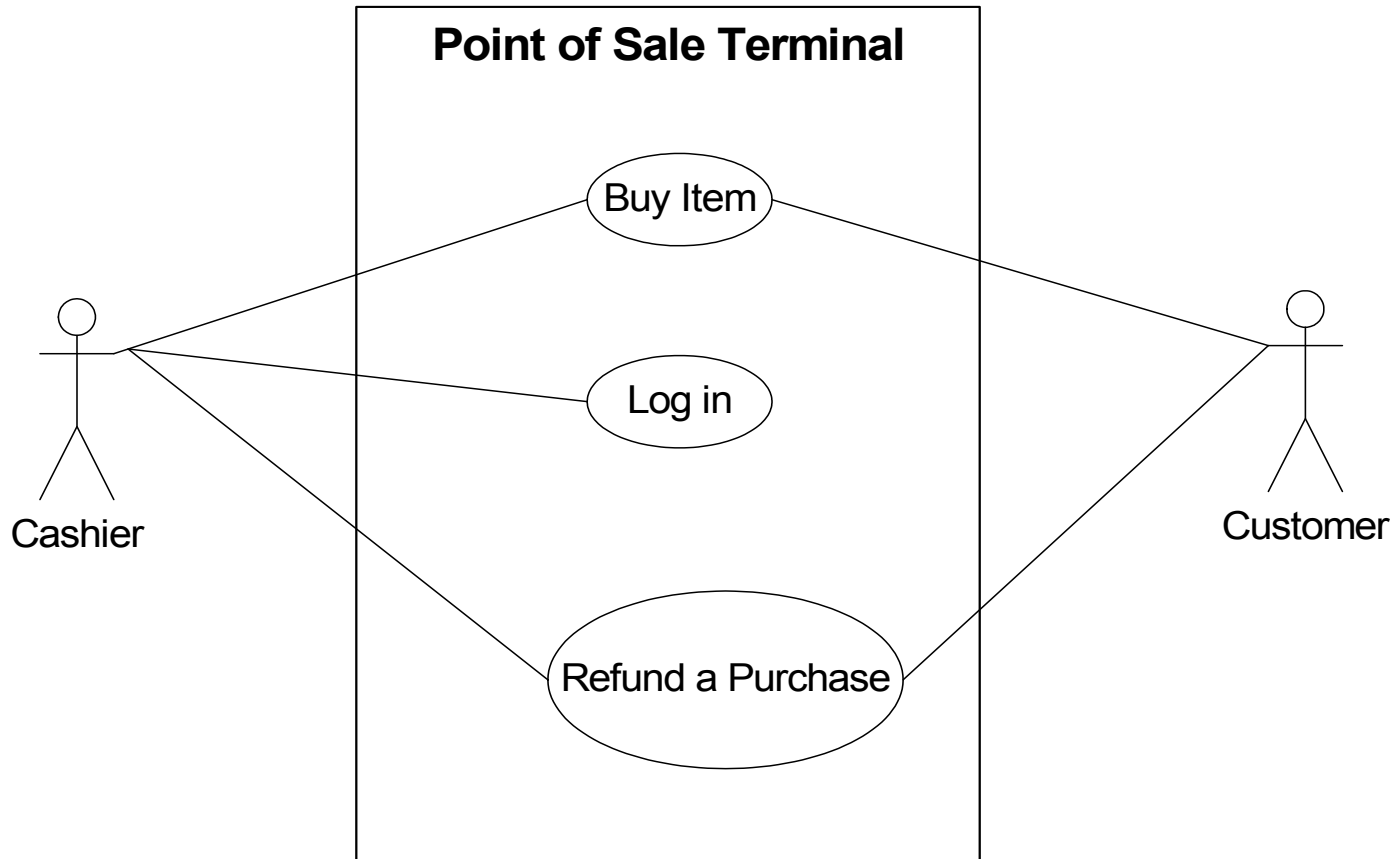 Point of Sale Terminal
Buy Item
Log in
Cashier
Customer
Refund a Purchase